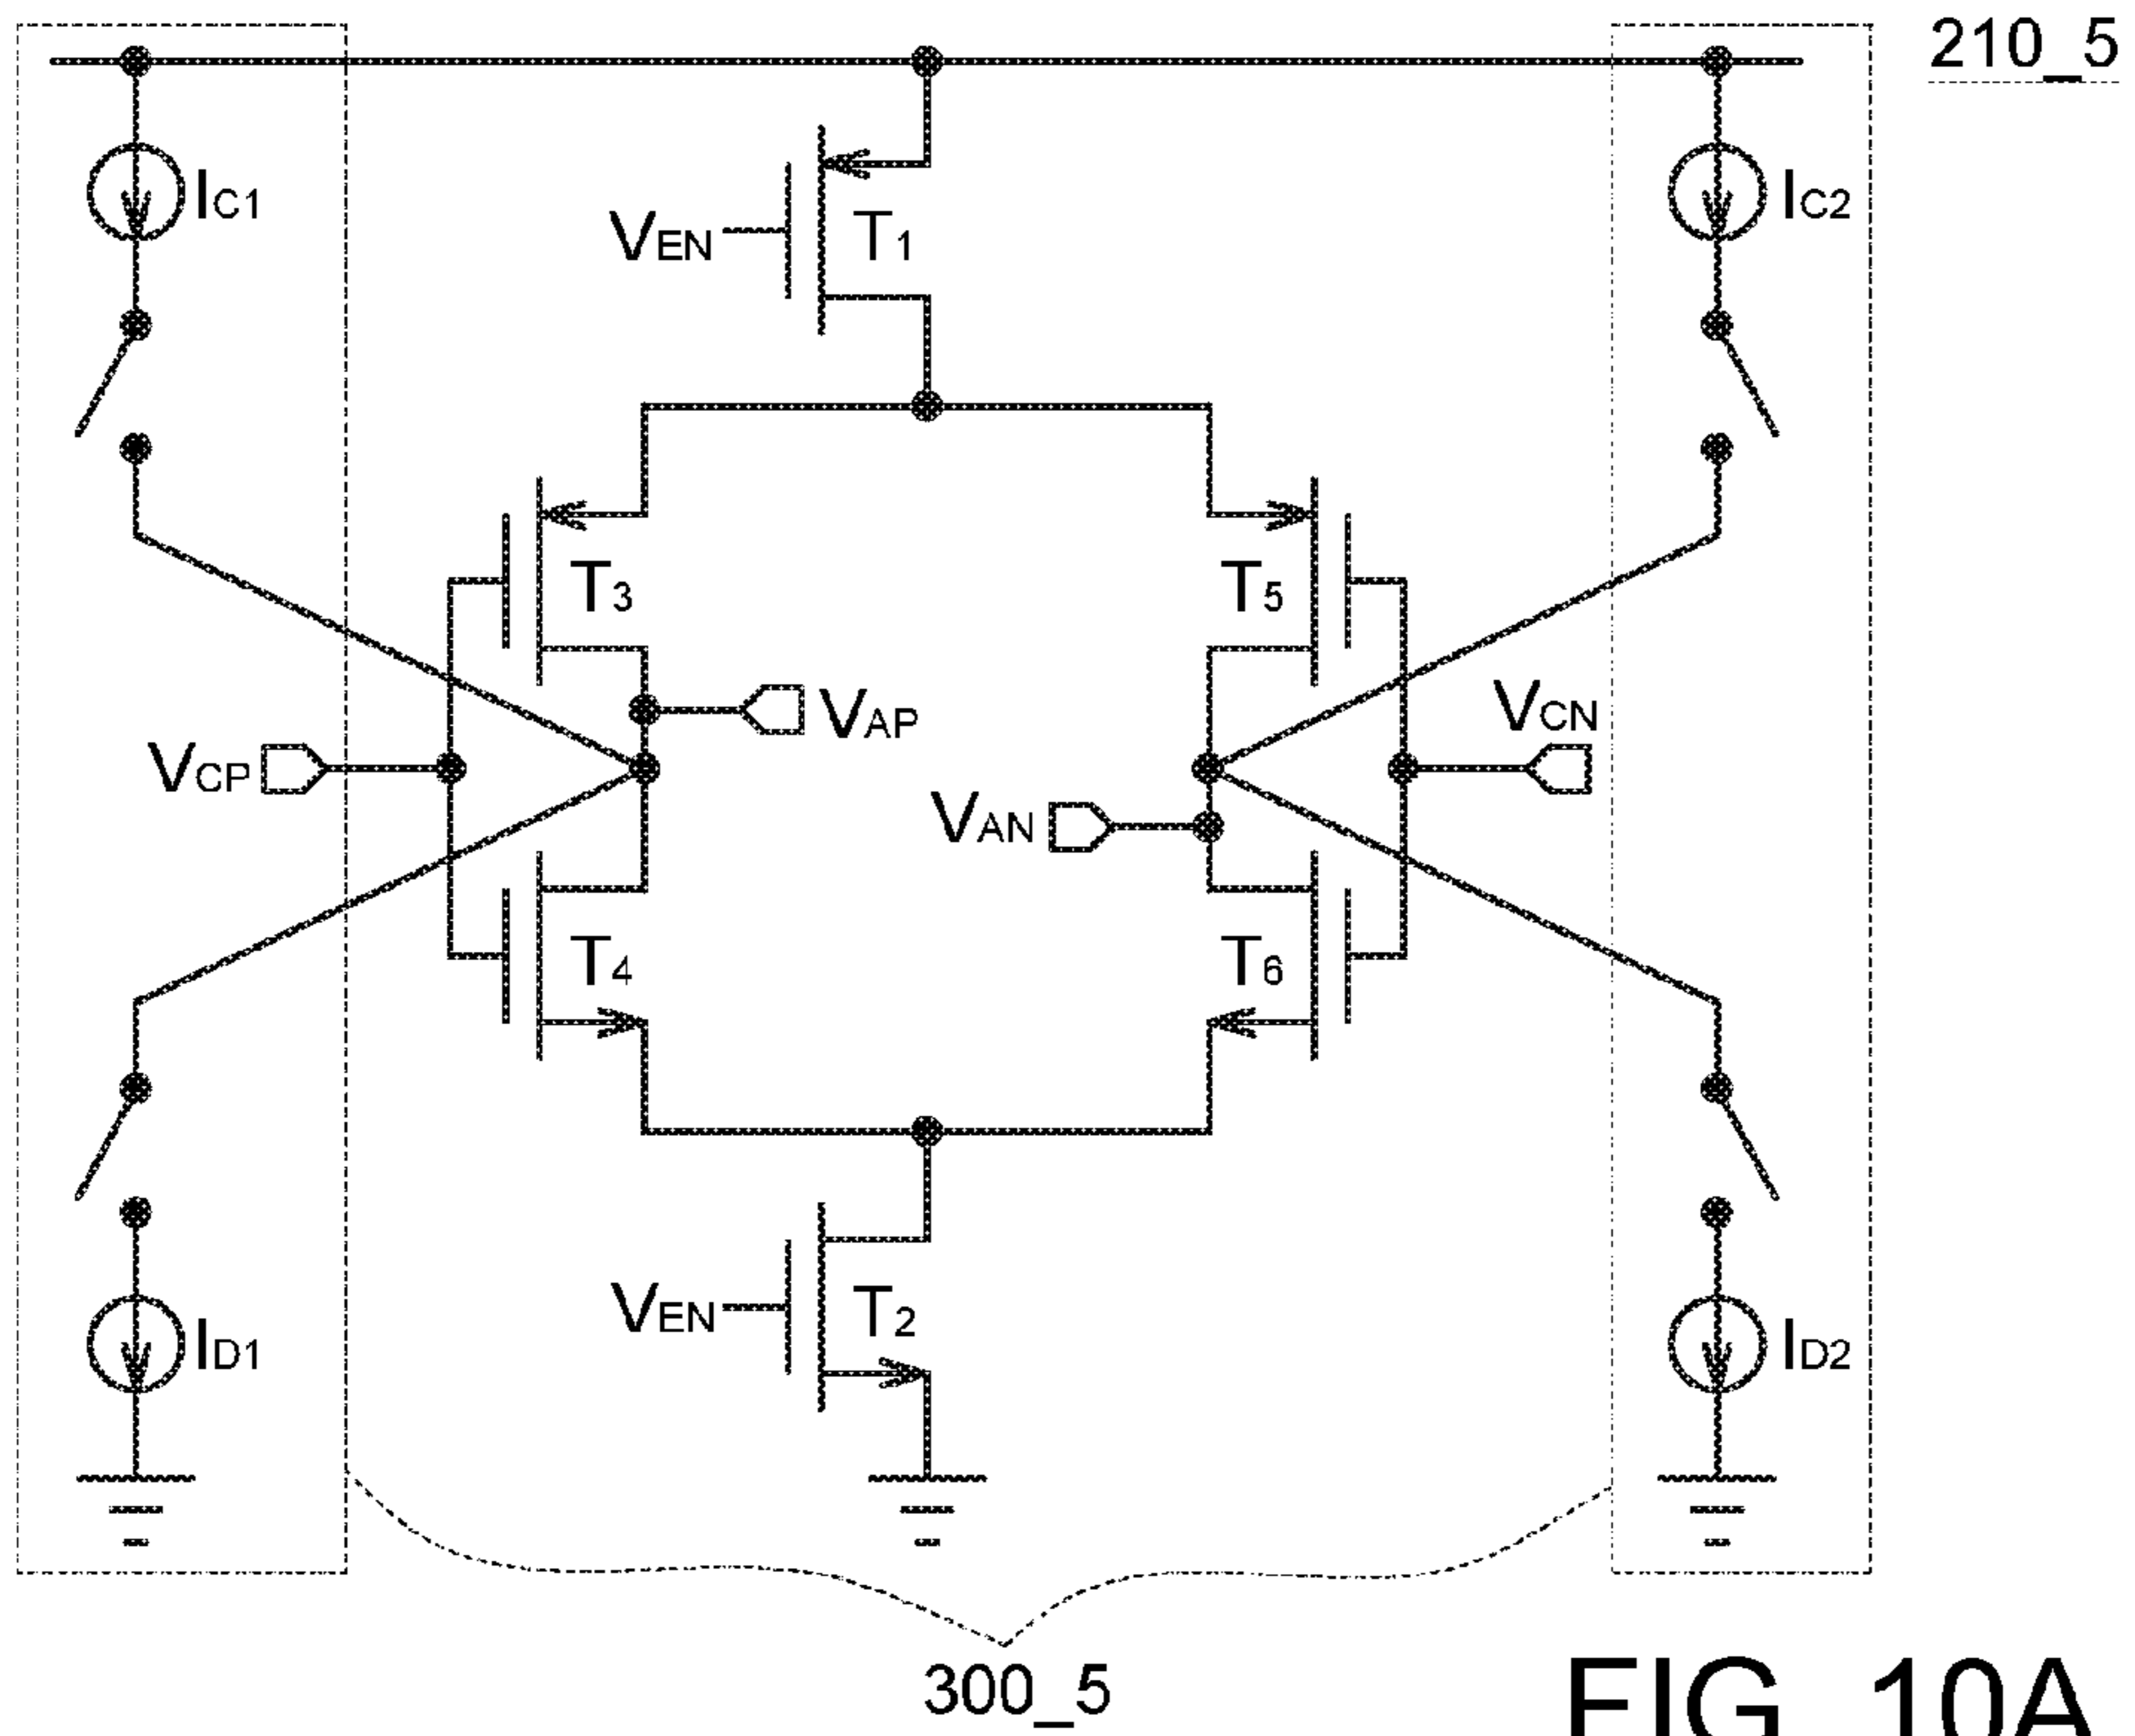 210_5
IC1
IC2
VEN
T1
T3
T5
VAP
VCN
VCP
VAN
T4
T6
VEN
T2
ID1
ID2
300_5
FIG. 10A